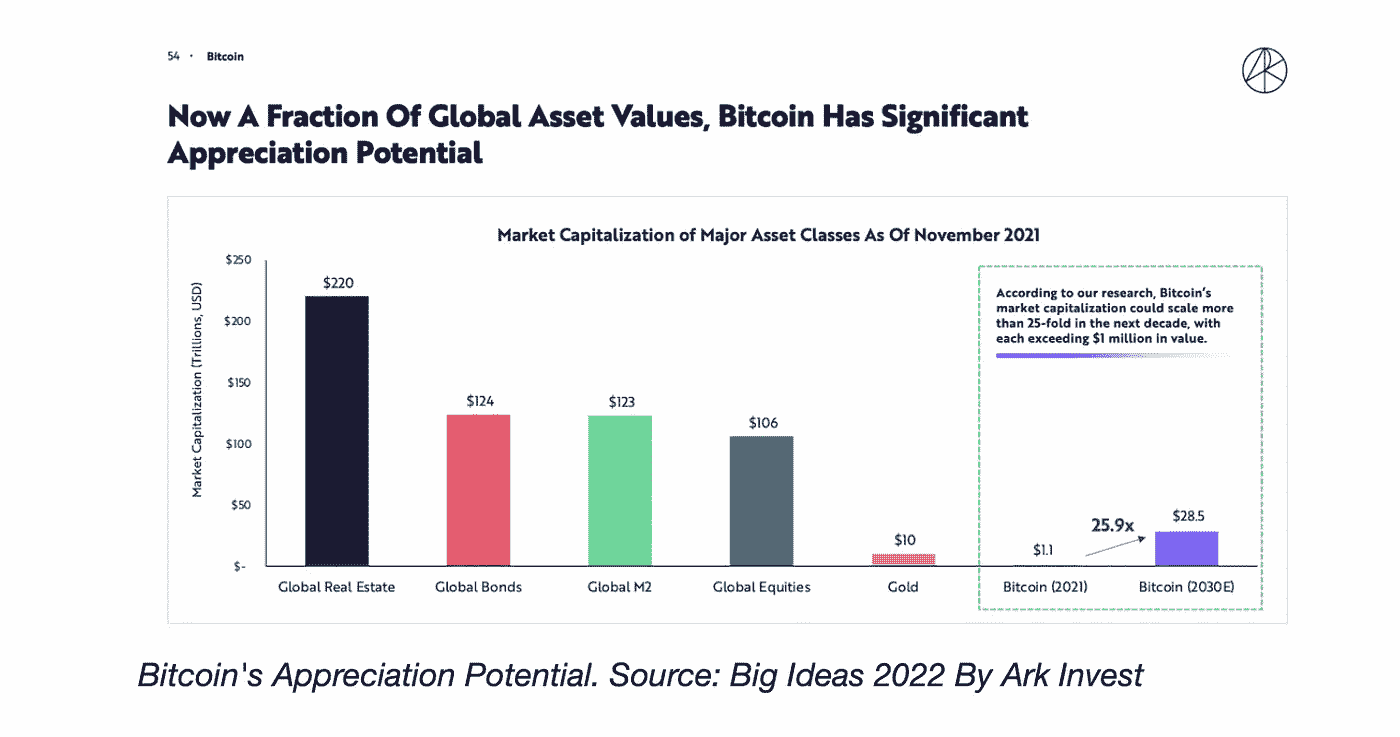 54 · Bitcoin
Now A Fraction Of Global Asset Values, Bitcoin Has Significant
Appreciation Potential
Market Capitalization of Major Asset Classes As Of November 2021
Market Capitalization (Trillions, USD)
$250
$200
$150
$100
$50
$-
$220
$124
$123
$106
$10
$1.1
25.9x
$28.5
According to our research, Bitcoin's
market capitalization could scale more
than 25-fold in the next decade, with
each exceeding $1 million in value.
Global Real Estate
Global Bonds
Global M2
Global Equities
Gold
Bitcoin (2021)
Bitcoin (2030E)
Bitcoin's Appreciation Potential. Source: Big Ideas 2022 By Ark Invest